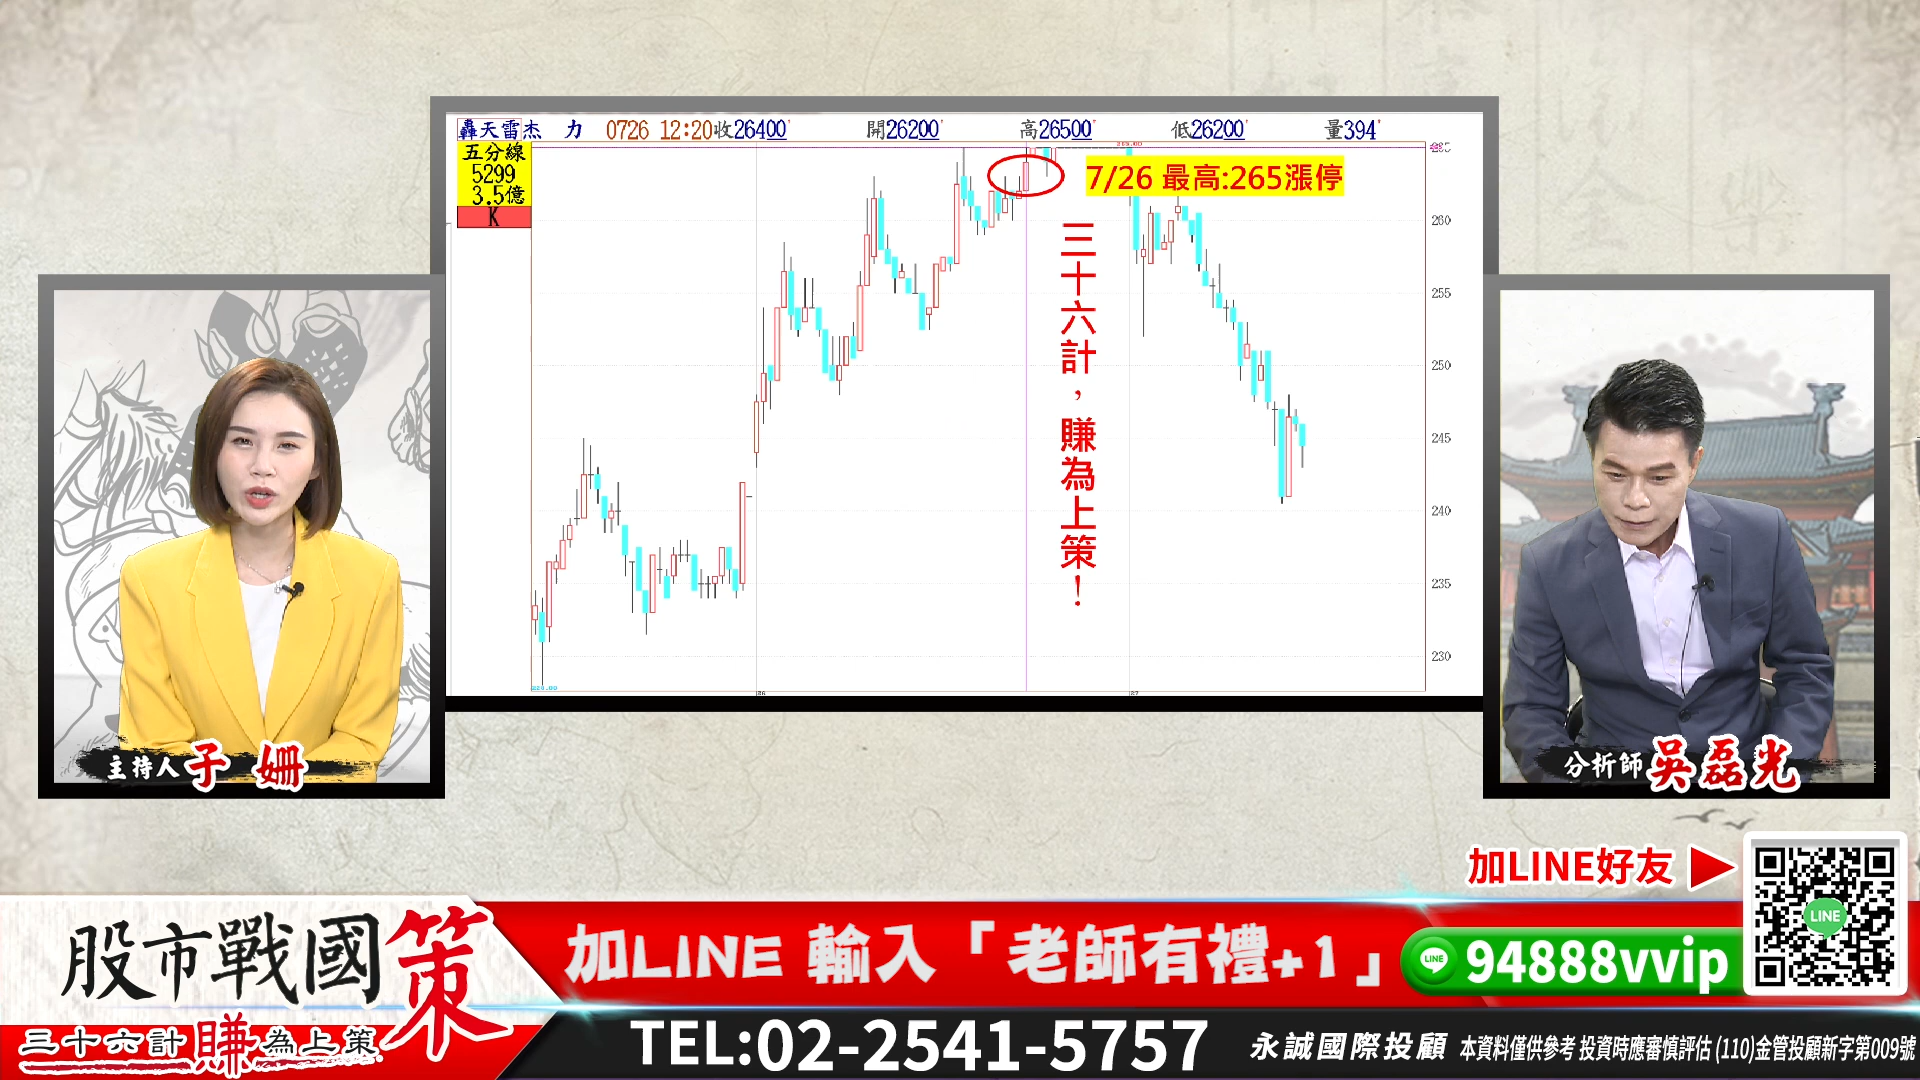 轟天雷杰 力 0726 12:20收26400' 開26200' 高26500' 低26200' 量394'
五分線
5299
3.5億
K
265.00
7/26 最高:265漲停
260
255
250
245
240
235
230
三十六計，賺為上策！
26
27
主持人子 姍
分析師吳磊光
加LINE好友
LINE
股市戰國策
三十六計賺為上策
加LINE 輸入「老師有禮+1」
LINE 94888vvip
TEL:02-2541-5757
永誠國際投顧 本資料僅供參考 投資時應審慎評估 (110)金管投顧新字第009號